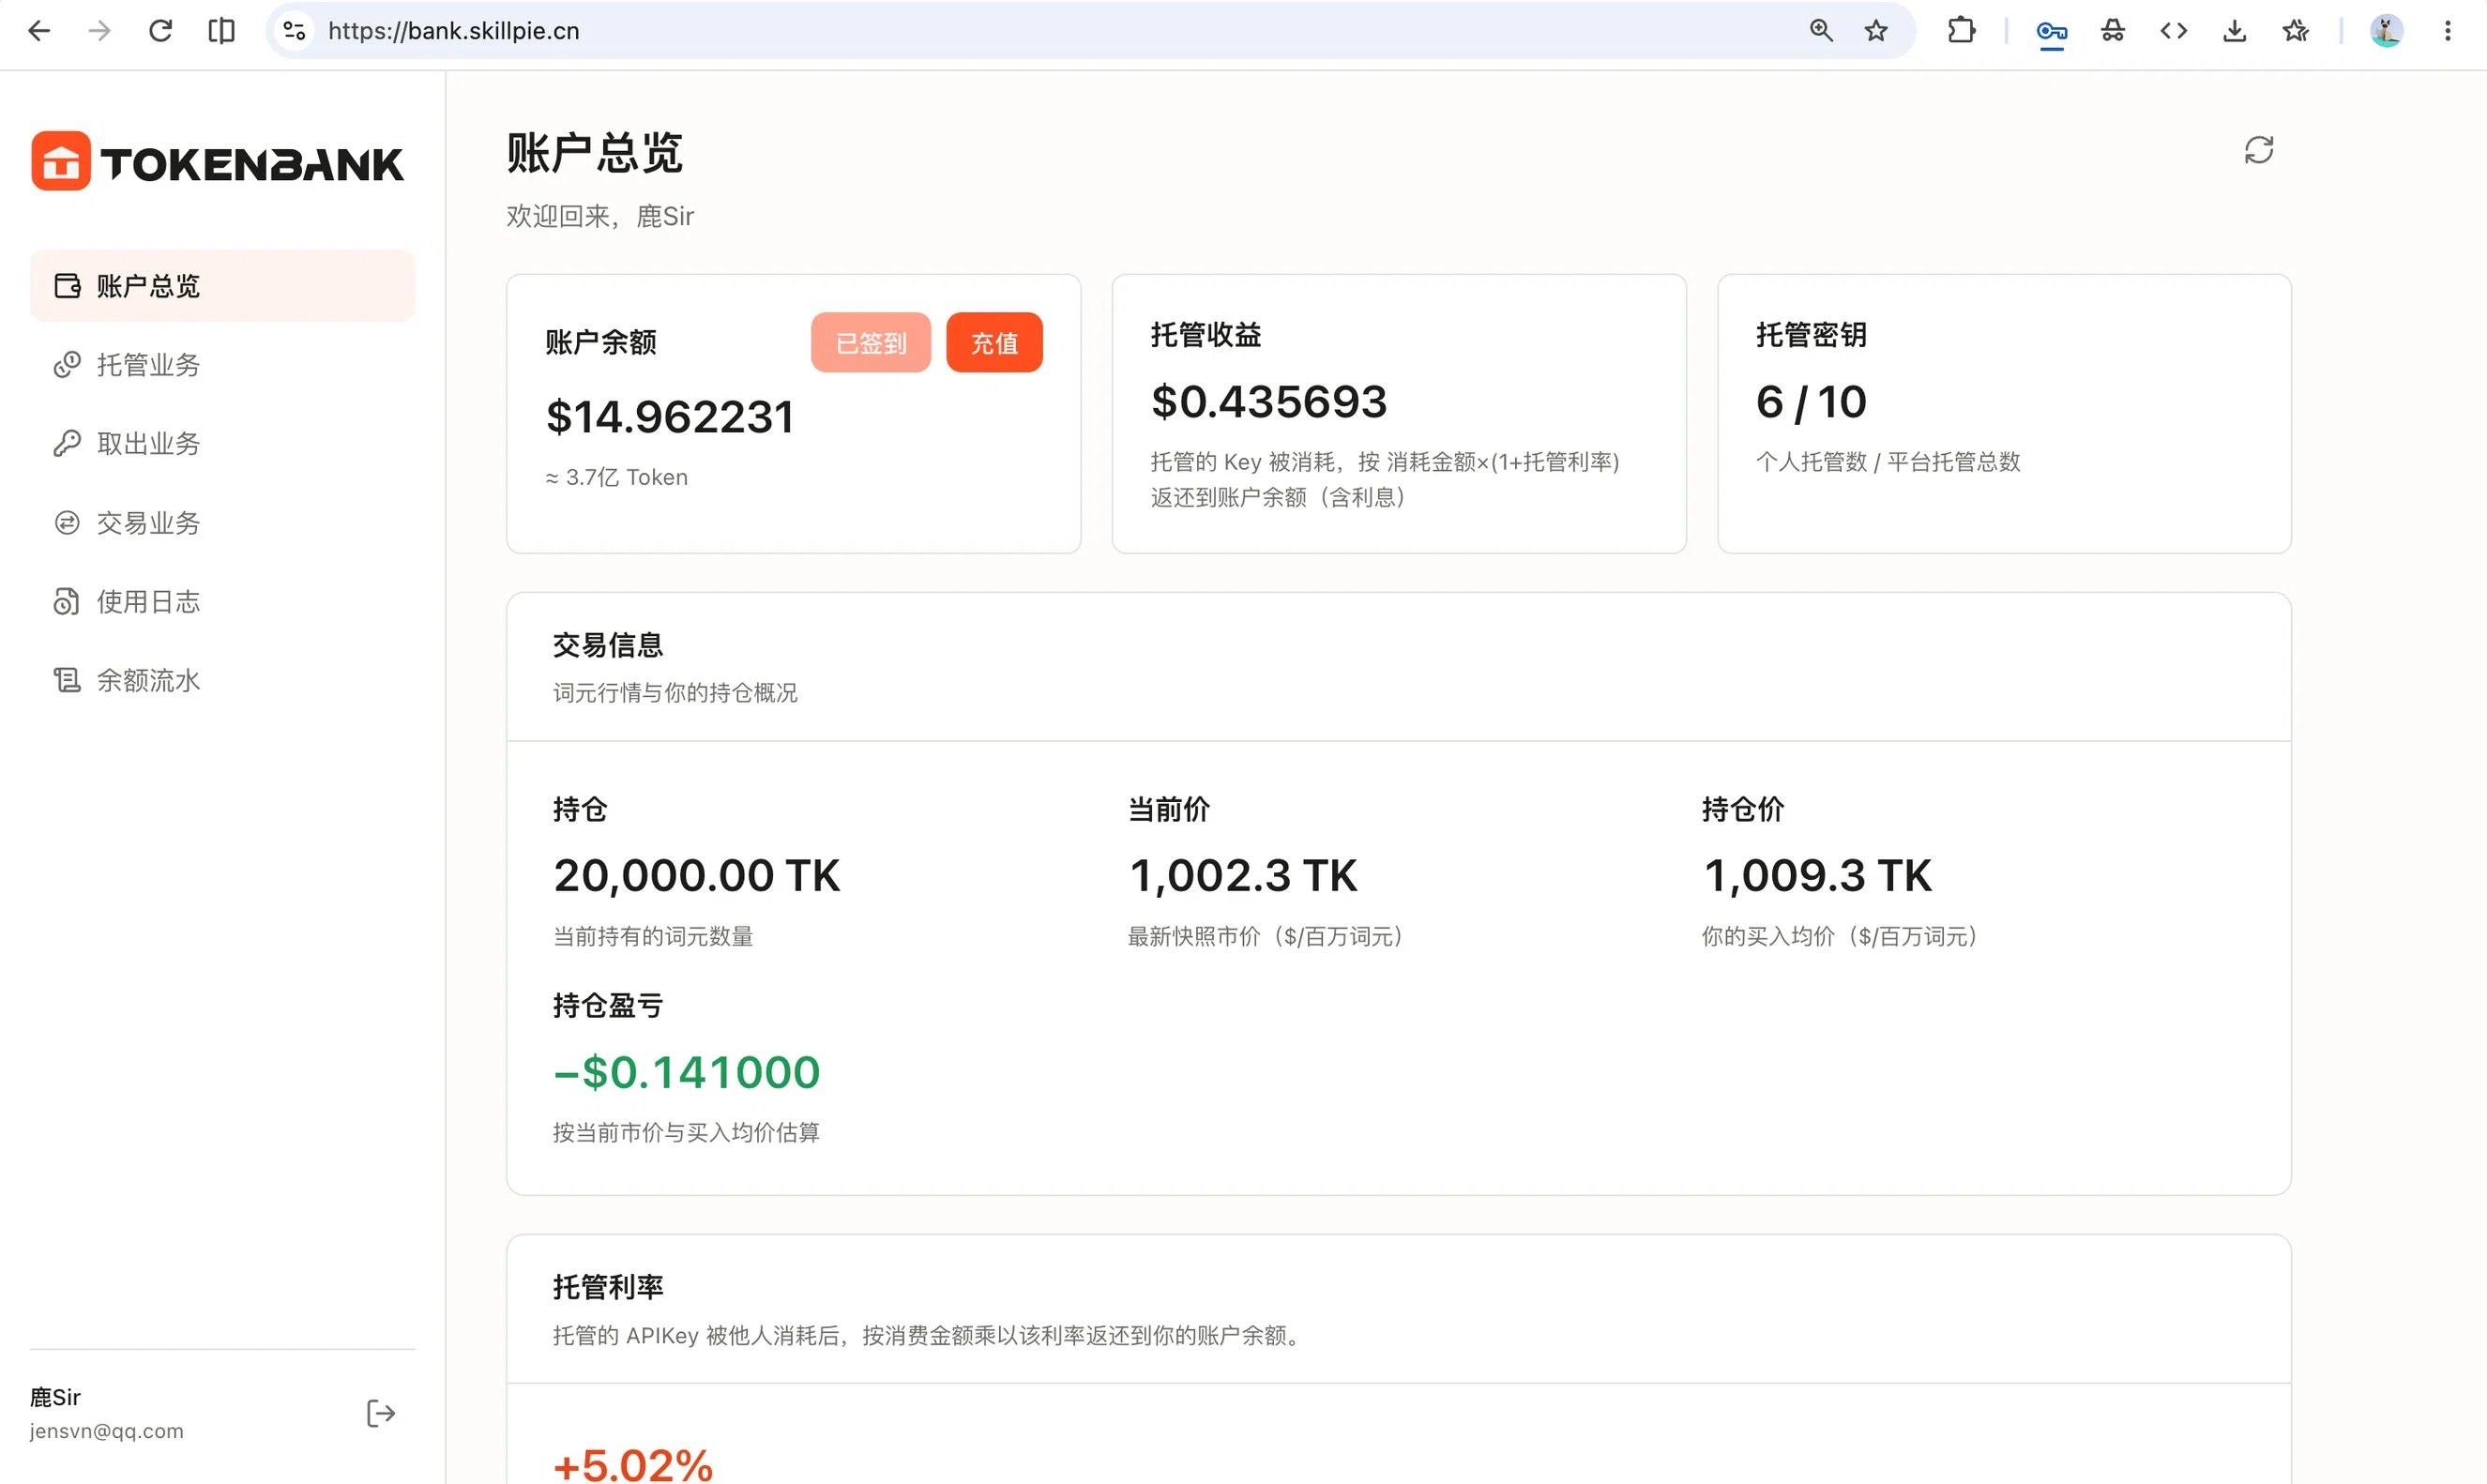 https://bank.skillpie.cn
TOKENBANK
账户总览
托管业务
取出业务
交易业务
使用日志
余额流水
鹿Sir
jensvn@qq.com
账户总览
欢迎回来，鹿Sir
账户余额
已签到
充值
$14.962231
≈ 3.7亿 Token
托管收益
$0.435693
托管的 Key 被消耗，按 消耗金额×(1+托管利率)
返还到账户余额（含利息）
托管密钥
6 / 10
个人托管数 / 平台托管总数
交易信息
词元行情与你的持仓概况
持仓
20,000.00 TK
当前持有的词元数量
当前价
1,002.3 TK
最新快照市价（$/百万词元）
持仓价
1,009.3 TK
你的买入均价（$/百万词元）
持仓盈亏
−$0.141000
按当前市价与买入均价估算
托管利率
托管的 APIKey 被他人消耗后，按消费金额乘以该利率返还到你的账户余额。
+5.02%